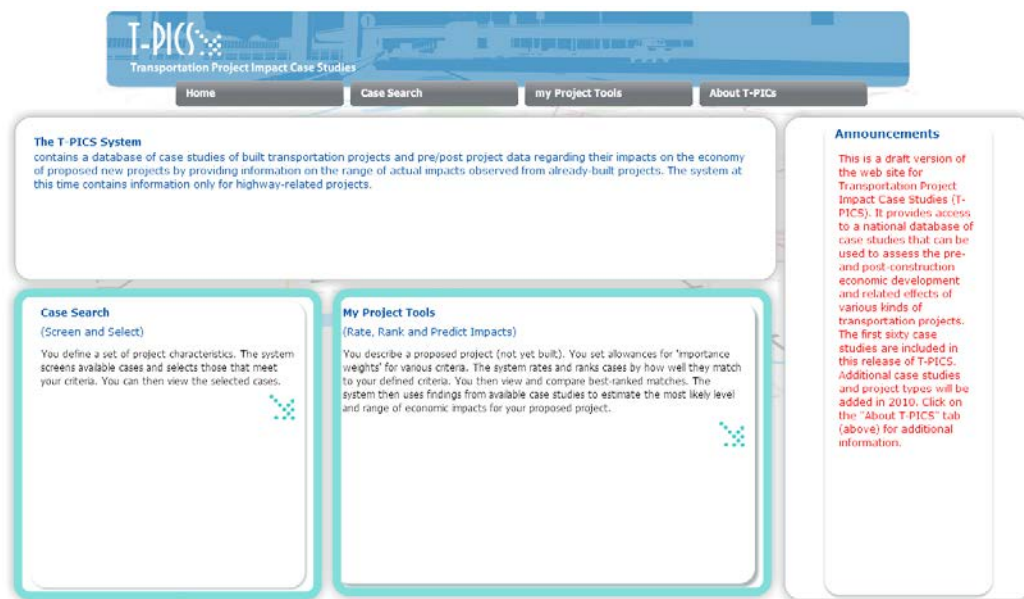 T-PICS
Transportation Project Impact Case Studies
Home
Case Search
my Project Tools
About T-PICs
The T-PICS System
contains a database of case studies of built transportation projects and pre/post project data regarding their impacts on the economy
of proposed new projects by providing information on the range of actual impacts observed from already-built projects. The system at
this time contains information only for highway-related projects.
Case Search
(Screen and Select)
You define a set of project characteristics. The system
screens available cases and selects those that meet
your criteria. You can then view the selected cases.
My Project Tools
(Rate, Rank and Predict Impacts)
You describe a proposed project (not yet built). You set allowances for 'importance
weights' for various criteria. The system rates and ranks cases by how well they match
to your defined criteria. You then view and compare best-ranked matches. The
system then uses findings from available case studies to estimate the most likely level
and range of economic impacts for your proposed project.
Announcements
This is a draft version of
the web site for
Transportation Project
Impact Case Studies (T-
PICS). It provides access
to a national database of
case studies that can be
used to assess the pre-
and post-construction
economic development
and related effects of
various kinds of
transportation projects.
The first sixty case
studies are included in
this release of T-PICS.
Additional case studies
and project types will be
added in 2010. Click on
the "About T-PICS" tab
(above) for additional
information.